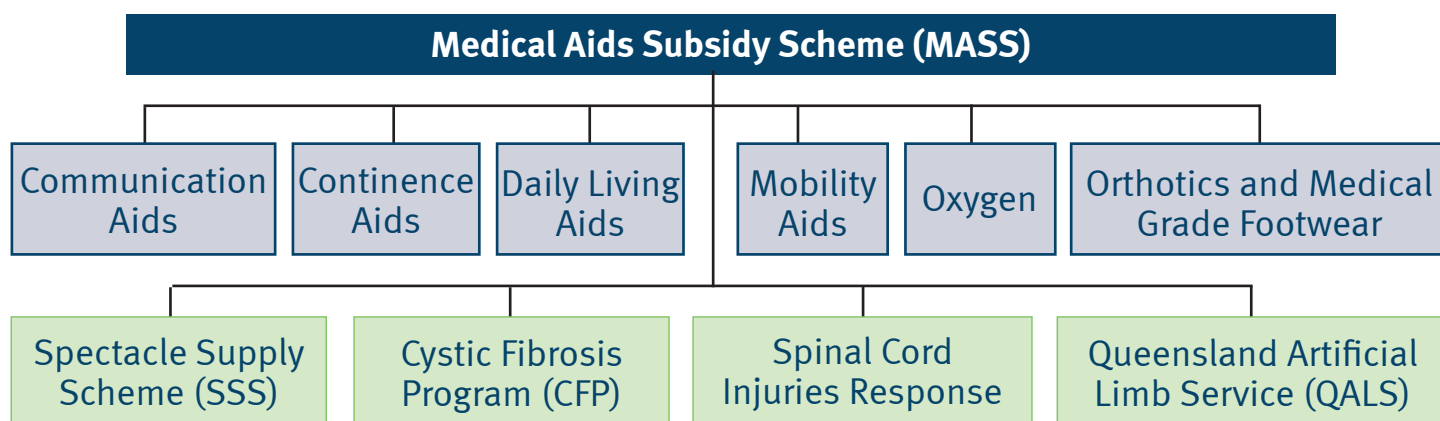 Medical Aids Subsidy Scheme (MASS)
Communication
Aids
Continence
Aids
Daily Living
Aids
Mobility
Aids
Oxygen
Orthotics and Medical
Grade Footwear
Spectacle Supply
Scheme (SSS)
Cystic Fibrosis
Program (CFP)
Spinal Cord
Injuries Response
Queensland Artificial
Limb Service (QALS)